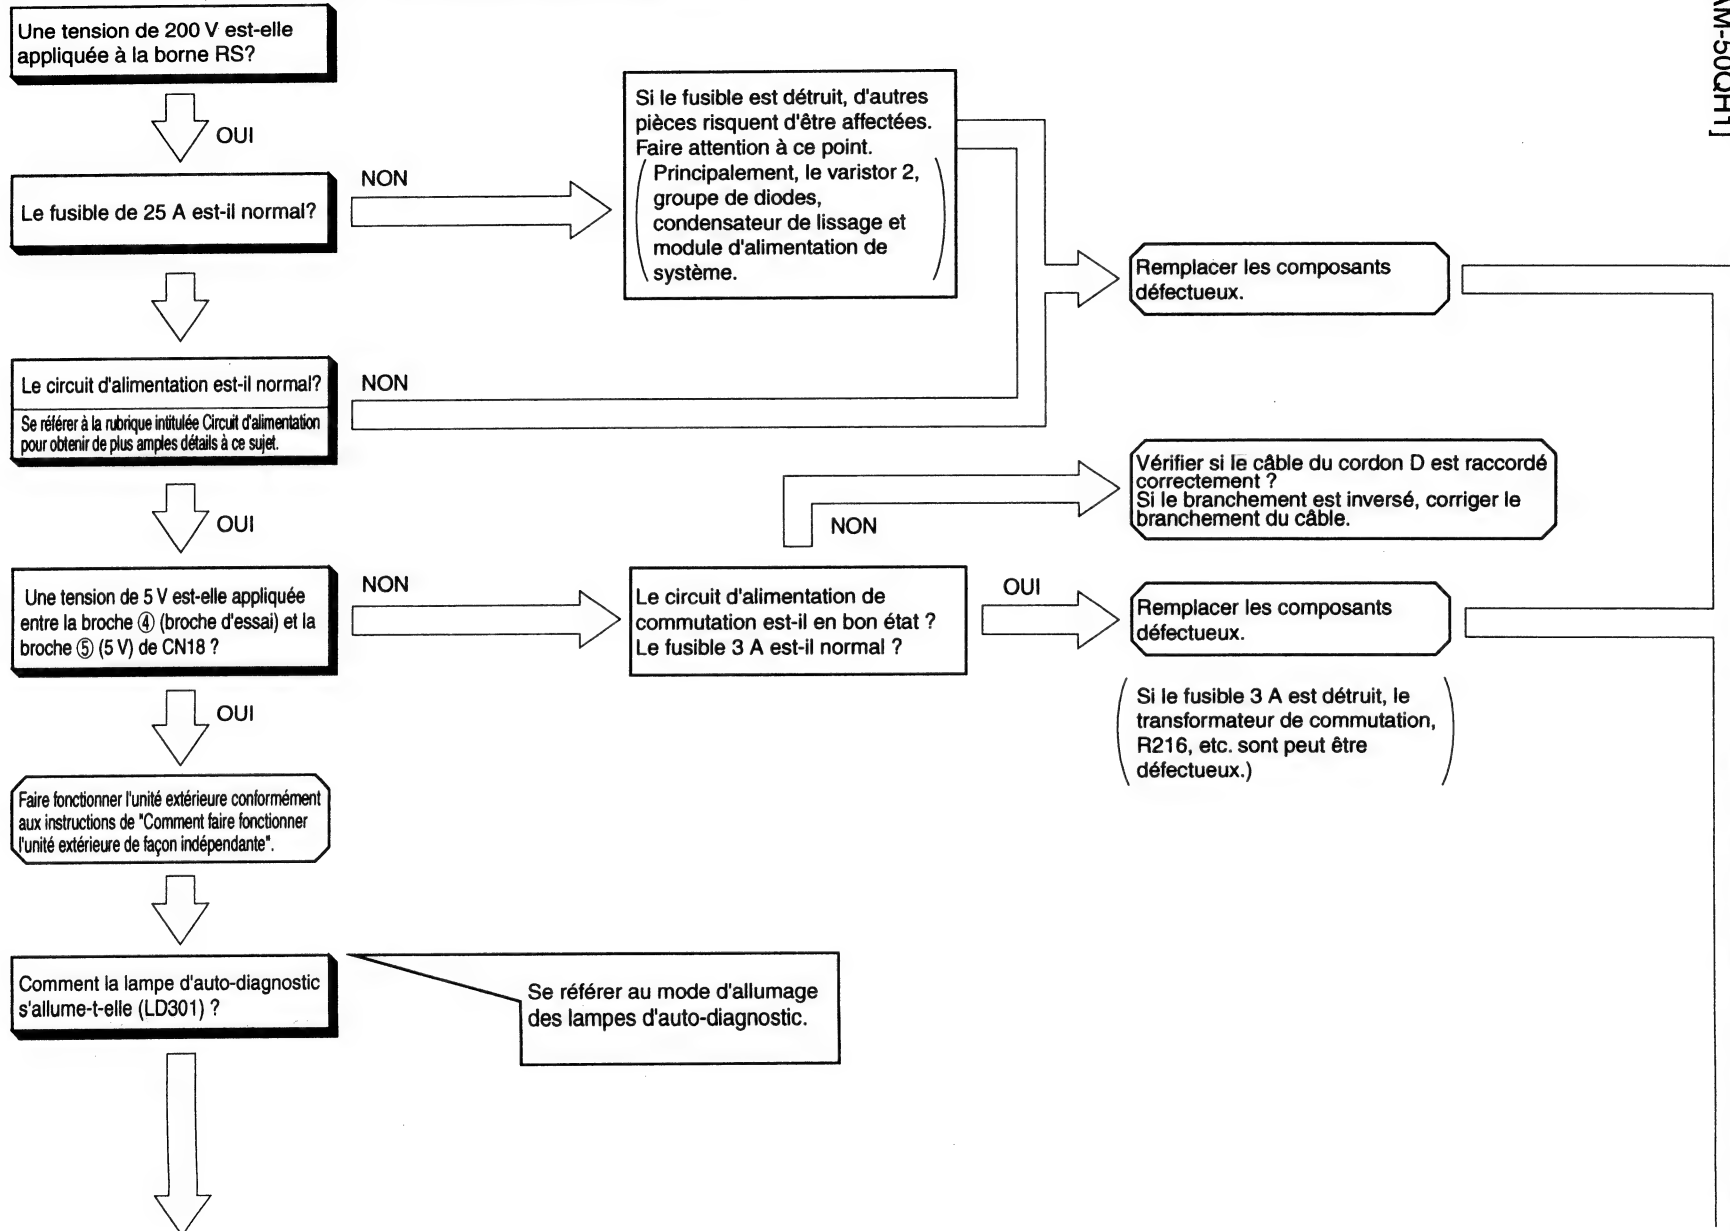 Une tension de 200 V est-elle
appliquée à la borne RS?
OUI
Le fusible de 25 A est-il normal?
NON
Si le fusible est détruit, d'autres
pièces risquent d'être affectées.
Faire attention à ce point.
Principalement, le varistor 2,
groupe de diodes,
condensateur de lissage et
module d'alimentation de
système.
Remplacer les composants
défectueux.
Le circuit d'alimentation est-il normal?
Se référer à la rubrique intitulée Circuit d'alimentation
pour obtenir de plus amples détails à ce sujet.
NON
OUI
Une tension de 5 V est-elle appliquée
entre la broche ④ (broche d'essai) et la
broche ⑤ (5 V) de CN18 ?
NON
Le circuit d'alimentation de
commutation est-il en bon état ?
Le fusible 3 A est-il normal ?
NON
Vérifier si le câble du cordon D est raccordé
correctement ?
Si le branchement est inversé, corriger le
branchement du câble.
OUI
Remplacer les composants
défectueux.
( Si le fusible 3 A est détruit, le
transformateur de commutation,
R216, etc. sont peut être
défectueux.)
OUI
Faire fonctionner l'unité extérieure conformément
aux instructions de "Comment faire fonctionner
l'unité extérieure de façon indépendante".
Comment la lampe d'auto-diagnostic
s'allume-t-elle (LD301) ?
Se référer au mode d'allumage
des lampes d'auto-diagnostic.
AM-50QH1]